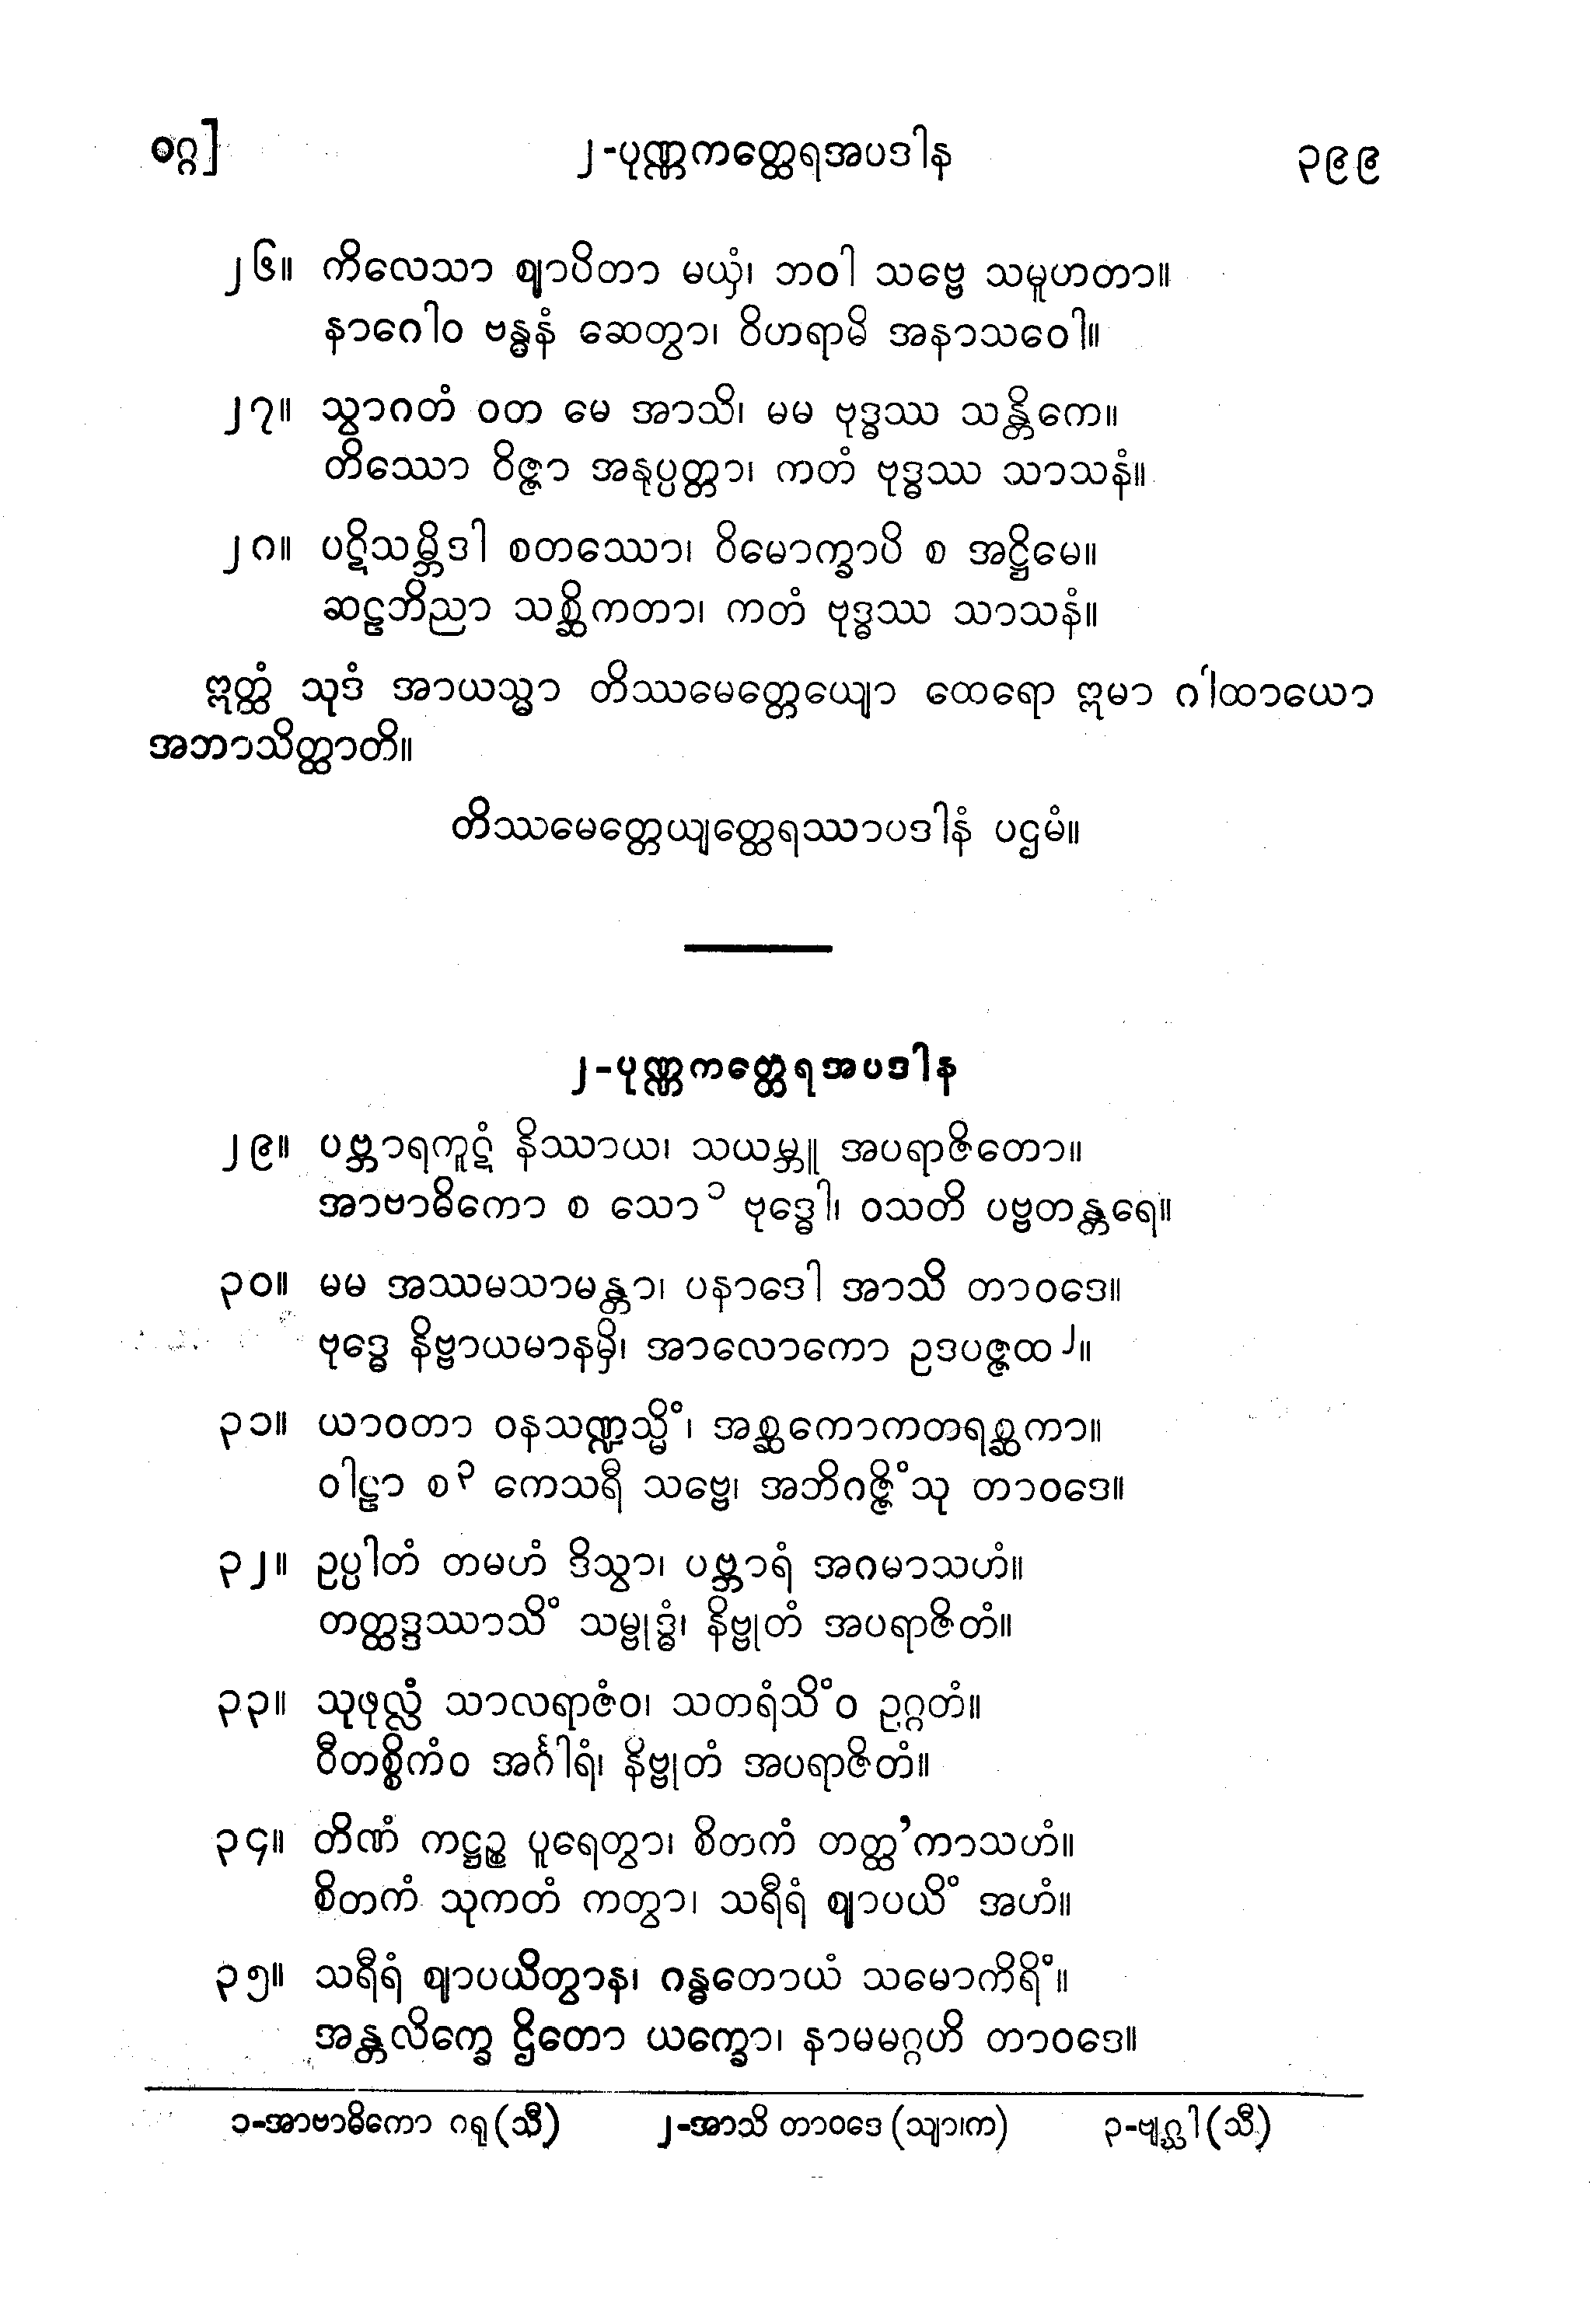 ဝဂ္ဂ] ၂-ပုဏ္ဏကတ္ထေရအပဒါန ၃၉၉
၂၆။ ကိလေသာ ဈာပိတာ မယှံ၊ ဘဝါ သဗ္ဗေ သမူဟတာ။
နာဂေါဝ ဗန္ဓနံ ဆေတွာ၊ ဝိဟရာမိ အနာသဝေါ။
၂၇။ သွာဂတံ ဝတ မေ အာသိ၊ မမ ဗုဒ္ဓဿ သန္တိကေ။
တိဿော ဝိဇ္ဇာ အနုပ္ပတ္တာ၊ ကတံ ဗုဒ္ဓဿ သာသနံ။
၂၈။ ပဋိသမ္ဘိဒါ စတဿော၊ ဝိမောက္ခာပိ စ အဋ္ဌိမေ။
ဆဠဘိညာ သစ္ဆိကတာ၊ ကတံ ဗုဒ္ဓဿ သာသနံ။
ဣတ္ထံ သုဒံ အာယသ္မာ တိဿမေတ္တေယျော ထေရော ဣမာ ဂါထာယော
အဘာသိတ္ထာတိ။
တိဿမေတ္တေယျတ္ထေရဿာပဒါနံ ပဌမံ။
၂-ပုဏ္ဏကတ္ထေရအပဒါန
၂၉။ ပဗ္ဘာရကူဋံ နိဿာယ၊ သယမ္ဘူ အပရာဇိတော။
အာဗာဓိကော စ သော ၁ ဗုဒ္ဓေါ၊ ဝသတိ ပဗ္ဗတန္တရေ။
၃၀။ မမ အဿမသာမန္တာ၊ ပနာဒေါ အာသိ တာဝဒေ။
ဗုဒ္ဓေ နိဗ္ဗာယမာနမှိ၊ အာလောကော ဥဒပဇ္ဇထ ၂။
၃၁။ ယာဝတာ ဝနသဏ္ဍသ္မိံ၊ အစ္ဆကောကတရစ္ဆကာ။
ဝါဠာ စ ၃ ကေသရီ သဗ္ဗေ၊ အဘိဂဇ္ဇိံသု တာဝဒေ။
၃၂။ ဥပ္ပါတံ တမဟံ ဒိသွာ၊ ပဗ္ဘာရံ အဂမာသဟံ။
တတ္ထဒ္ဒဿာသိံ သမ္ဗုဒ္ဓံ၊ နိဗ္ဗုတံ အပရာဇိတံ။
၃၃။ သုဖုလ္လံ သာလရာဇံဝ၊ သတရံသိံဝ ဥဂ္ဂတံ။
ဝီတစ္စိကံဝ အင်္ဂါရံ၊ နိဗ္ဗုတံ အပရာဇိတံ။
၃၄။ တိဏံ ကဋ္ဌဉ္စ ပူရေတွာ၊ စိတကံ တတ္ထ’ကာသဟံ။
စိတကံ သုကတံ ကတွာ၊ သရီရံ ဈာပယိံ အဟံ။
၃၅။ သရီရံ ဈာပယိတွာန၊ ဂန္ဓတောယံ သမောကိရိံ။
အန္တလိက္ခေ ဌိတော ယက္ခော၊ နာမမဂ္ဂဟိ တာဝဒေ။
၁-အာဗာဓိကော ဂရု (သီ) ၂-အာသိ တာဝဒေ (သျာ၊က) ၃-ဗျဂ္ဃါ (သီ)